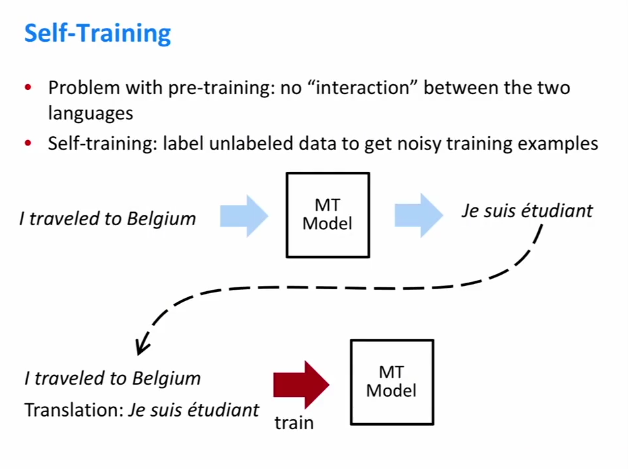 Self-Training
• Problem with pre-training: no “interaction” between the two
languages
• Self-training: label unlabeled data to get noisy training examples
I traveled to Belgium
MT
Model
Je suis étudiant
I traveled to Belgium
Translation: Je suis étudiant
train
MT
Model